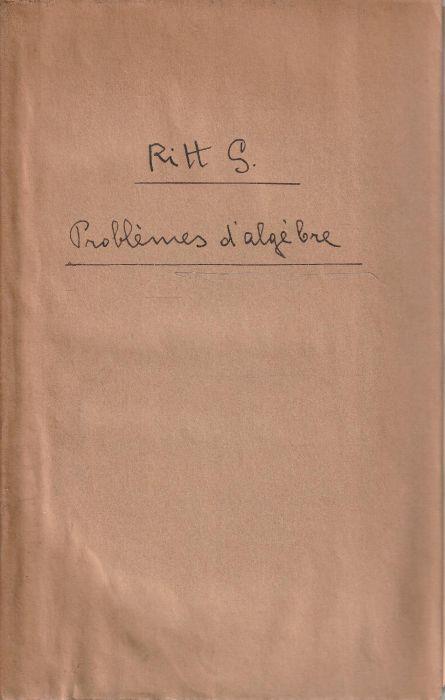 Ritt G.
Problèmes d'algèbre